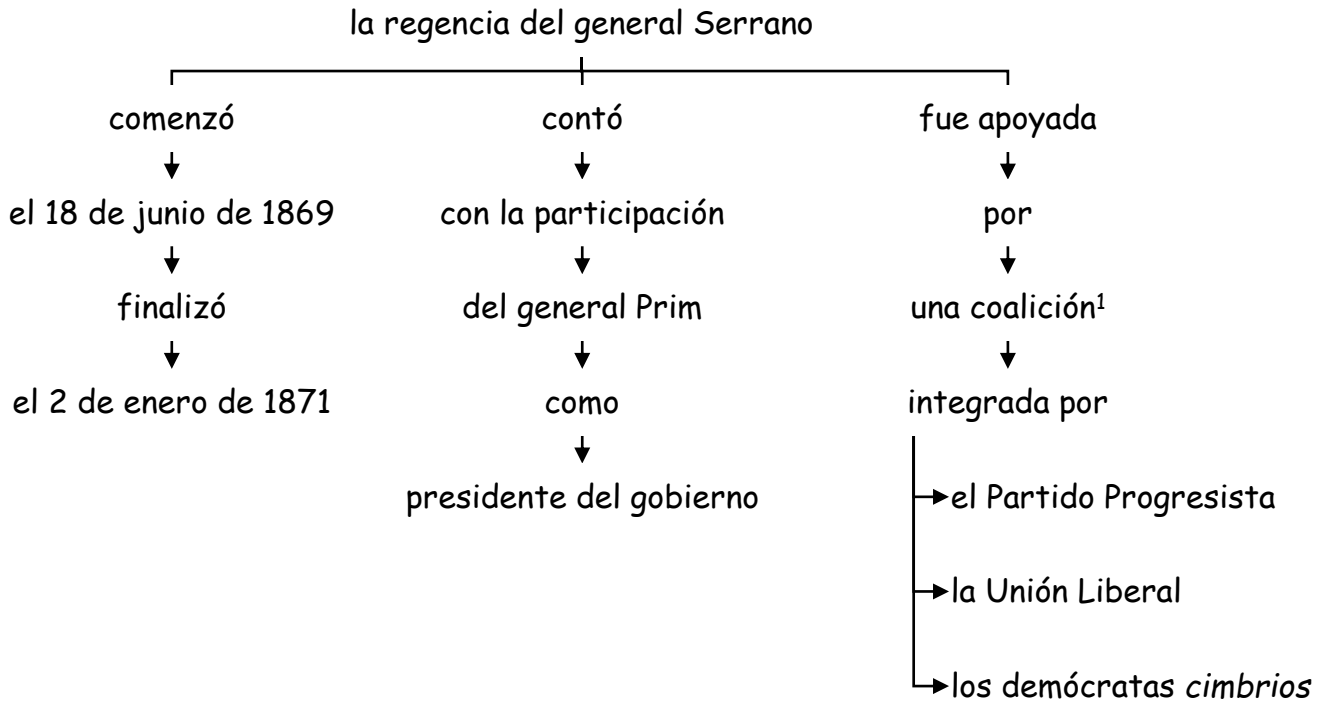 la regencia del general Serrano
comenzó
el 18 de junio de 1869
finalizó
el 2 de enero de 1871
contó
con la participación
del general Prim
como
presidente del gobierno
fue apoyada
por
una coalición¹
integrada por
el Partido Progresista
la Unión Liberal
los demócratas cimbrios